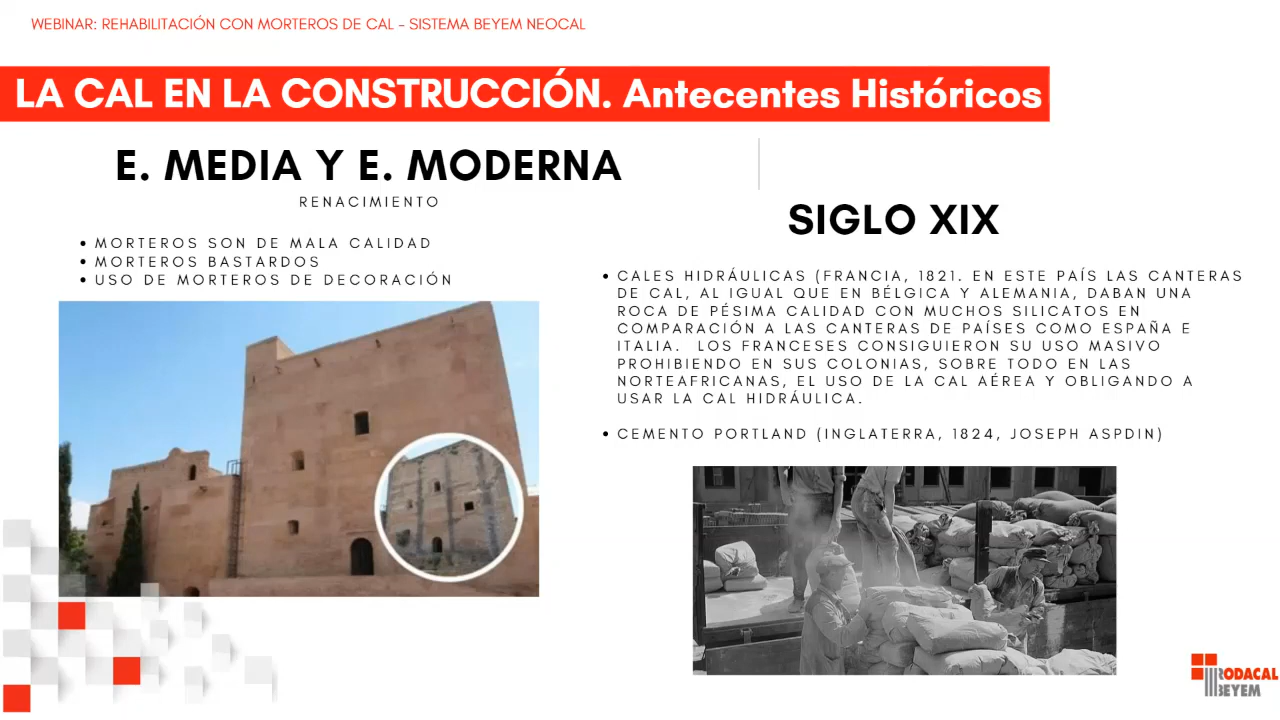 WEBINAR: REHABILITACIÓN CON MORTEROS DE CAL - SISTEMA BEYEM NEOCAL
LA CAL EN LA CONSTRUCCIÓN. Antecentes Históricos
E. MEDIA Y E. MODERNA
RENACIMIENTO
• MORTEROS SON DE MALA CALIDAD
• MORTEROS BASTARDOS
• USO DE MORTEROS DE DECORACIÓN
SIGLO XIX
• CALES HIDRÁULICAS (FRANCIA, 1821. EN ESTE PAÍS LAS CANTERAS
DE CAL, AL IGUAL QUE EN BÉLGICA Y ALEMANIA, DABAN UNA
ROCA DE PÉSIMA CALIDAD CON MUCHOS SILICATOS EN
COMPARACIÓN A LAS CANTERAS DE PAÍSES COMO ESPAÑA E
ITALIA. LOS FRANCESES CONSIGUIERON SU USO MASIVO
PROHIBIENDO EN SUS COLONIAS, SOBRE TODO EN LAS
NORTEAFRICANAS, EL USO DE LA CAL AÉREA Y OBLIGANDO A
USAR LA CAL HIDRÁULICA.
• CEMENTO PORTLAND (INGLATERRA, 1824, JOSEPH ASPDIN)
RODACAL
BEYEM